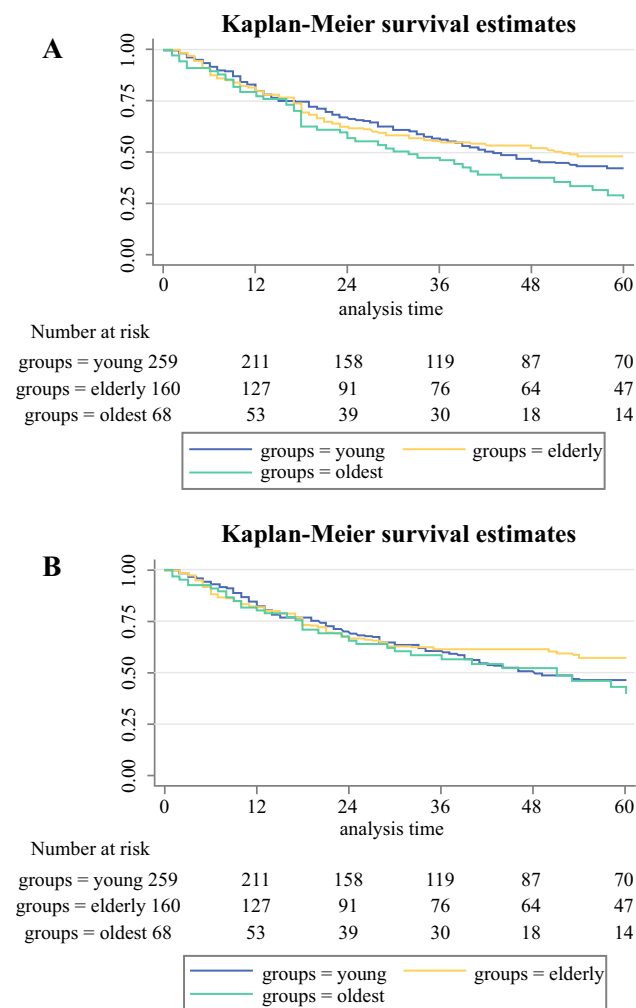 Kaplan-Meier survival estimates
A
1.00
0.75
0.50
0.25
0.00
0 12 24 36 48 60
analysis time
Number at risk
groups = young 259 211 158 119 87 70
groups = elderly 160 127 91 76 64 47
groups = oldest 68 53 39 30 18 14
groups = young groups = elderly
groups = oldest
Kaplan-Meier survival estimates
B
1.00
0.75
0.50
0.25
0.00
0 12 24 36 48 60
analysis time
Number at risk
groups = young 259 211 158 119 87 70
groups = elderly 160 127 91 76 64 47
groups = oldest 68 53 39 30 18 14
groups = young groups = elderly
groups = oldest